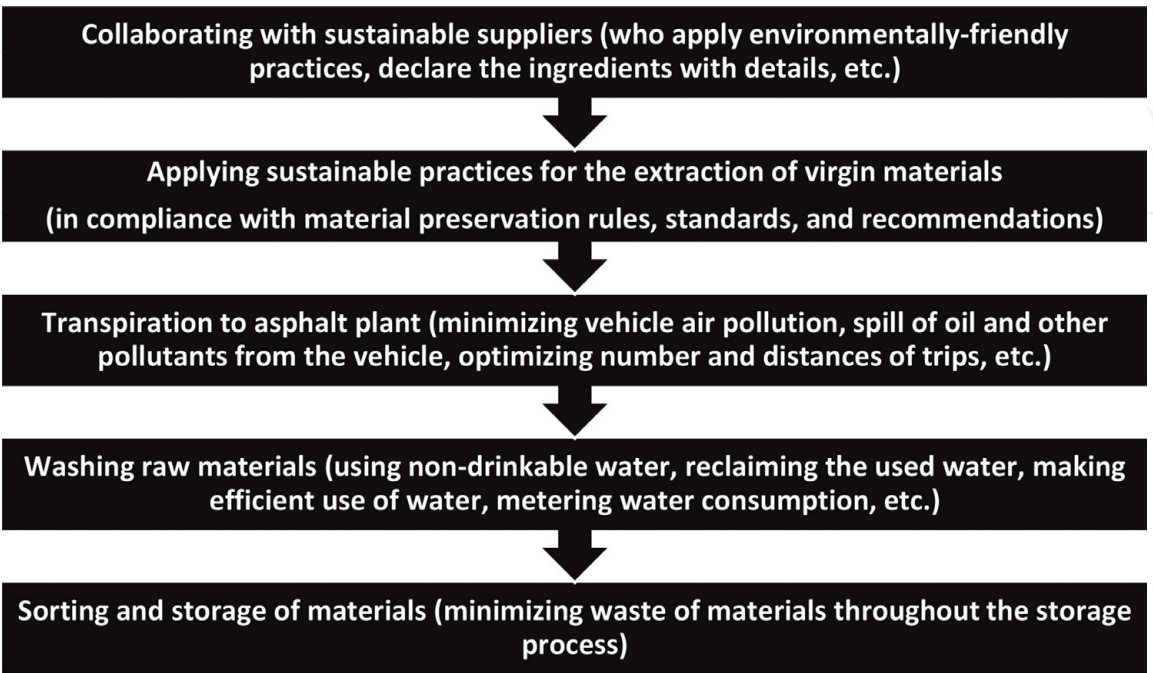 Collaborating with sustainable suppliers (who apply environmentally-friendly
practices, declare the ingredients with details, etc.)
Applying sustainable practices for the extraction of virgin materials
(in compliance with material preservation rules, standards, and recommendations)
Transpiration to asphalt plant (minimizing vehicle air pollution, spill of oil and other
pollutants from the vehicle, optimizing number and distances of trips, etc.)
Washing raw materials (using non-drinkable water, reclaiming the used water, making
efficient use of water, metering water consumption, etc.)
Sorting and storage of materials (minimizing waste of materials throughout the storage
process)